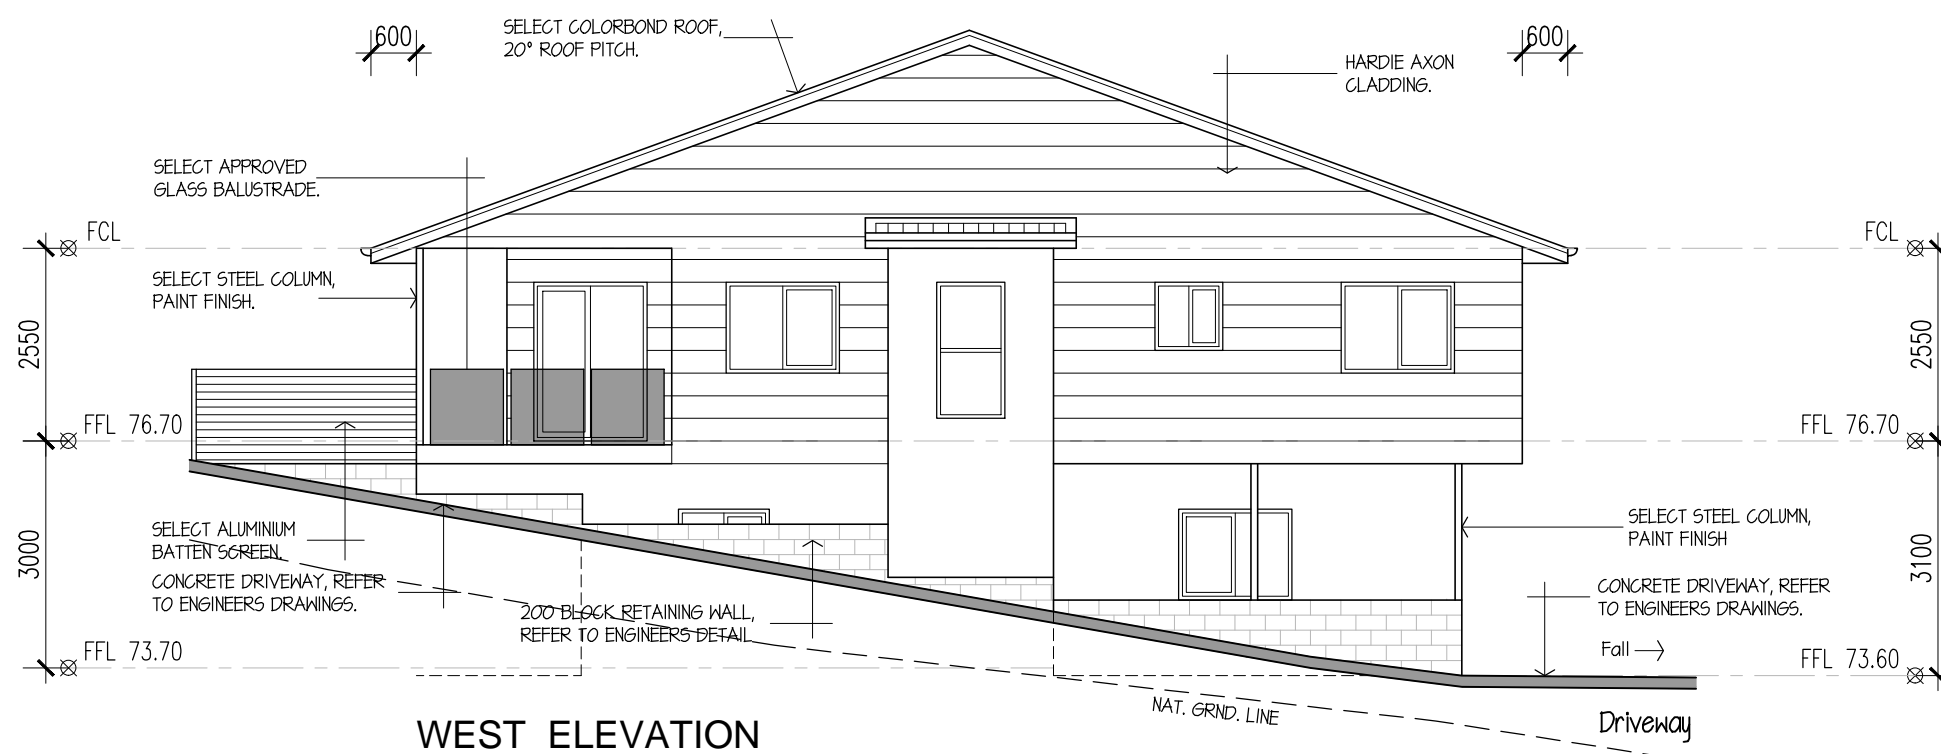 600
SELECT COLORBOND ROOF,
20° ROOF PITCH.
600
HARDIE AXON
CLADDING.
SELECT APPROVED
GLASS BALUSTRADE.
FCL
FCL
SELECT STEEL COLUMN,
PAINT FINISH.
2550
2550
FFL 76.70
FFL 76.70
SELECT ALUMINIUM
BATTEN SCREEN.
SELECT STEEL COLUMN,
PAINT FINISH
3000
3100
CONCRETE DRIVEWAY, REFER
TO ENGINEERS DRAWINGS.
200 BLOCK RETAINING WALL,
REFER TO ENGINEERS DETAIL
CONCRETE DRIVEWAY, REFER
TO ENGINEERS DRAWINGS.
Fall
FFL 73.70
FFL 73.60
NAT. GRND. LINE
Driveway
WEST ELEVATION